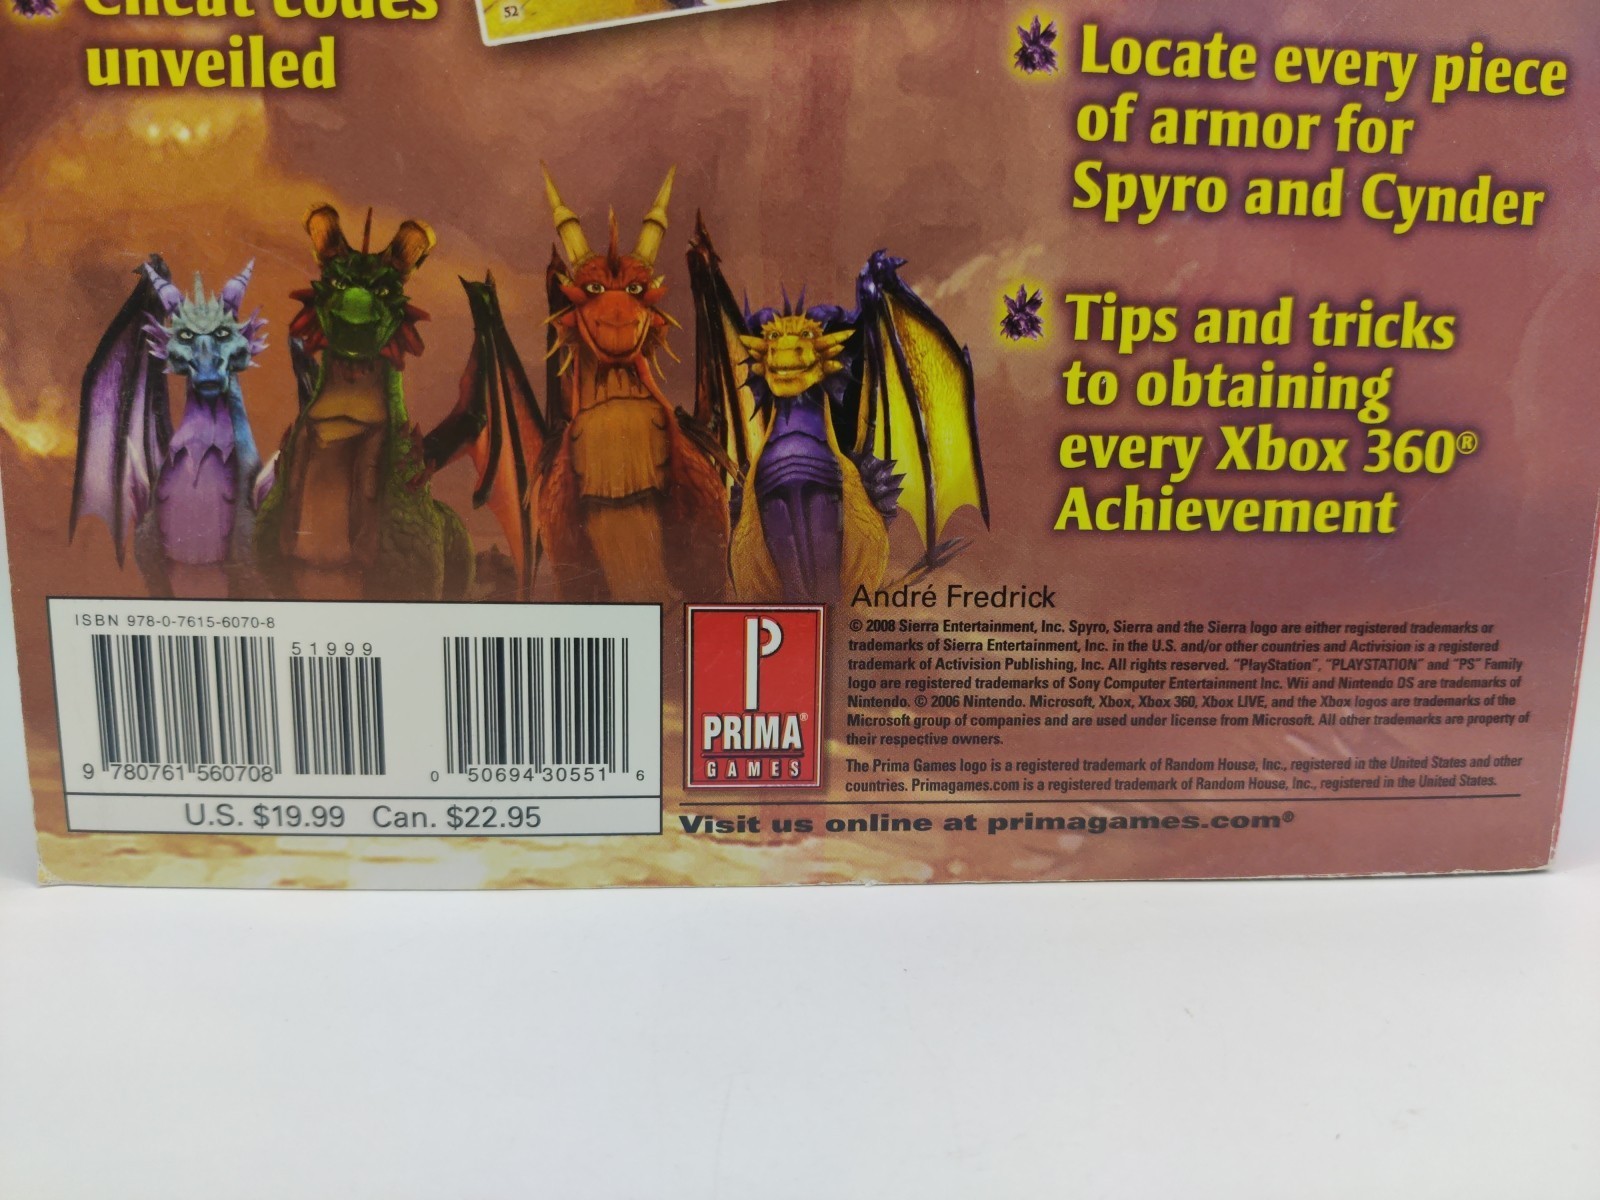 Cheat codes
unveiled
52
Locate every piece
of armor for
Spyro and Cynder
Tips and tricks
to obtaining
every Xbox 360®
Achievement
ISBN 978-0-7615-6070-8
51999
9 780761 560708
0 50694 30551 6
U.S. $19.99 Can. $22.95
P
PRIMA®
GAMES
André Fredrick
© 2008 Sierra Entertainment, Inc. Spyro, Sierra and the Sierra logo are either registered trademarks or
trademarks of Sierra Entertainment, Inc. in the U.S. and/or other countries and Activision is a registered
trademark of Activision Publishing, Inc. All rights reserved. "PlayStation", "PLAYSTATION" and "PS" Family
logo are registered trademarks of Sony Computer Entertainment Inc. Wii and Nintendo DS are trademarks of
Nintendo. © 2006 Nintendo. Microsoft, Xbox, Xbox 360, Xbox LIVE, and the Xbox logos are trademarks of the
Microsoft group of companies and are used under license from Microsoft. All other trademarks are property of
their respective owners.
The Prima Games logo is a registered trademark of Random House, Inc., registered in the United States and other
countries. Primagames.com is a registered trademark of Random House, Inc., registered in the United States.
Visit us online at primagames.com®